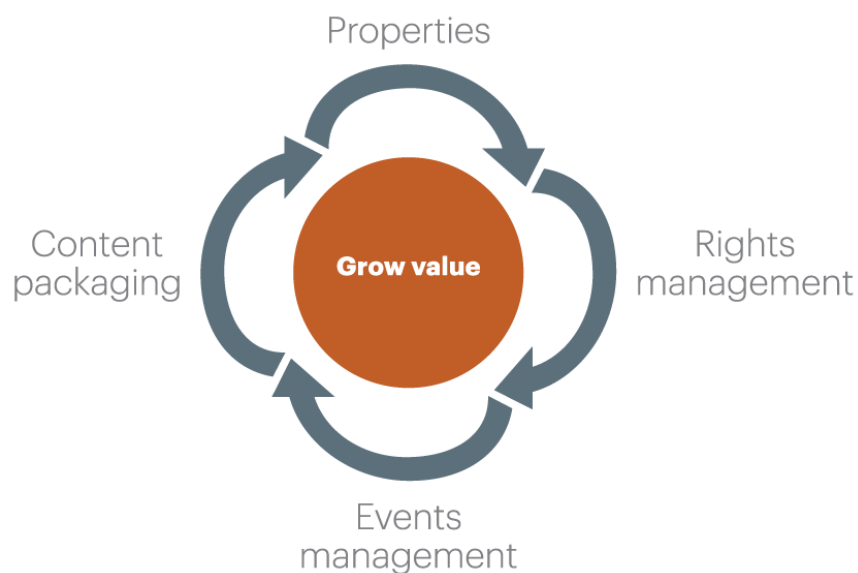 Properties
Content
packaging
Grow value
Rights
management
Events
management